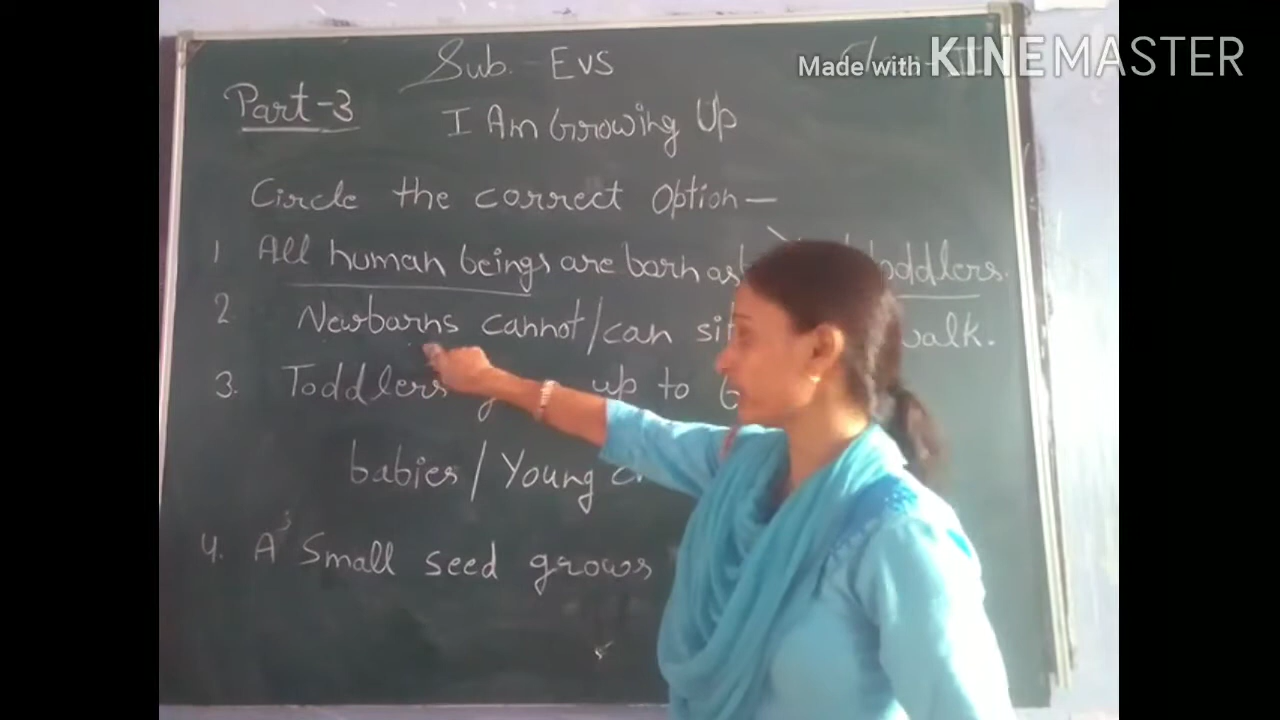 Sub. - EVS
Made with KINEMASTER
Part-3
I Am Growing Up
Circle the correct option —
1 All human beings are born as toddlers.
2 Newborns cannot/can sit walk.
3. Toddlers up to
babies/Young
4. A Small seed grows